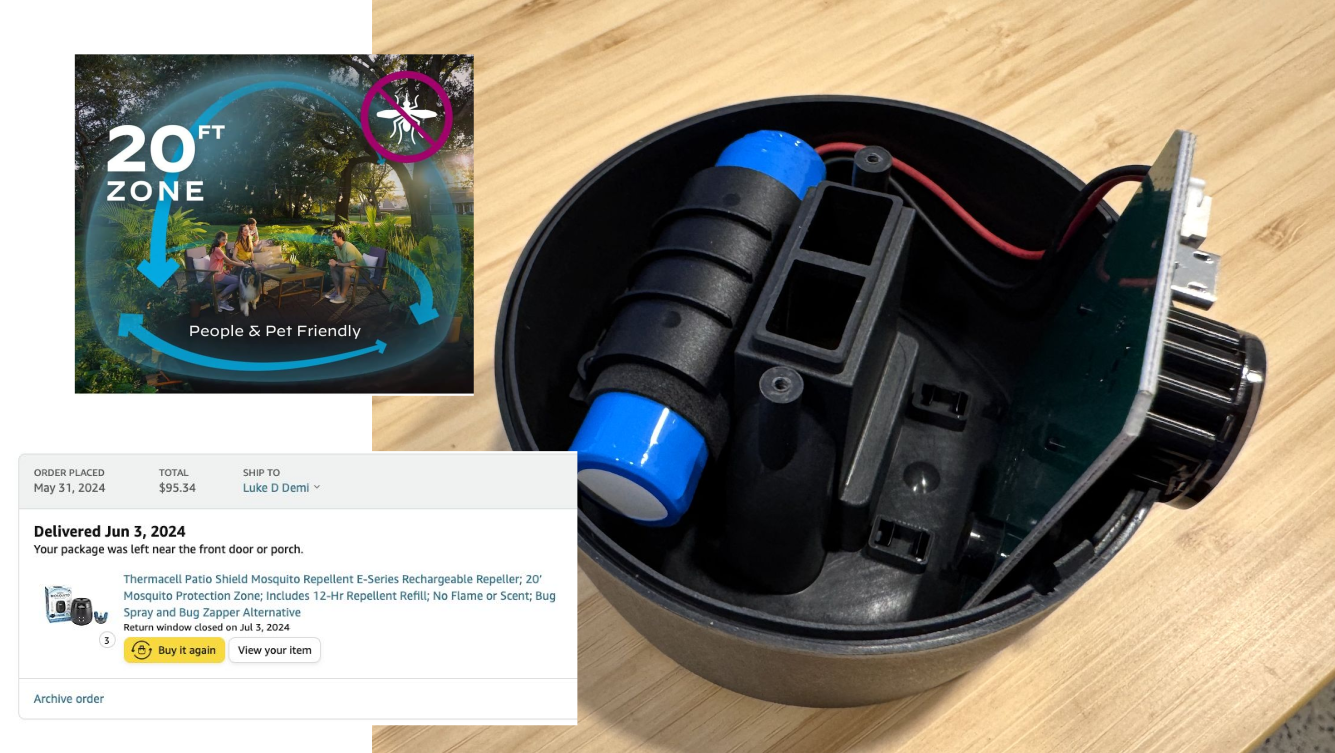 20 FT
ZONE
People & Pet Friendly
ORDER PLACED
May 31, 2024
TOTAL
$95.34
SHIP TO
Luke D Demi
Delivered Jun 3, 2024
Your package was left near the front door or porch.
Thermacell Patio Shield Mosquito Repellent E-Series Rechargeable Repeller; 20'
Mosquito Protection Zone; Includes 12-Hr Repellent Refill; No Flame or Scent; Bug
Spray and Bug Zapper Alternative
Return window closed on Jul 3, 2024
3
Buy it again
View your item
Archive order